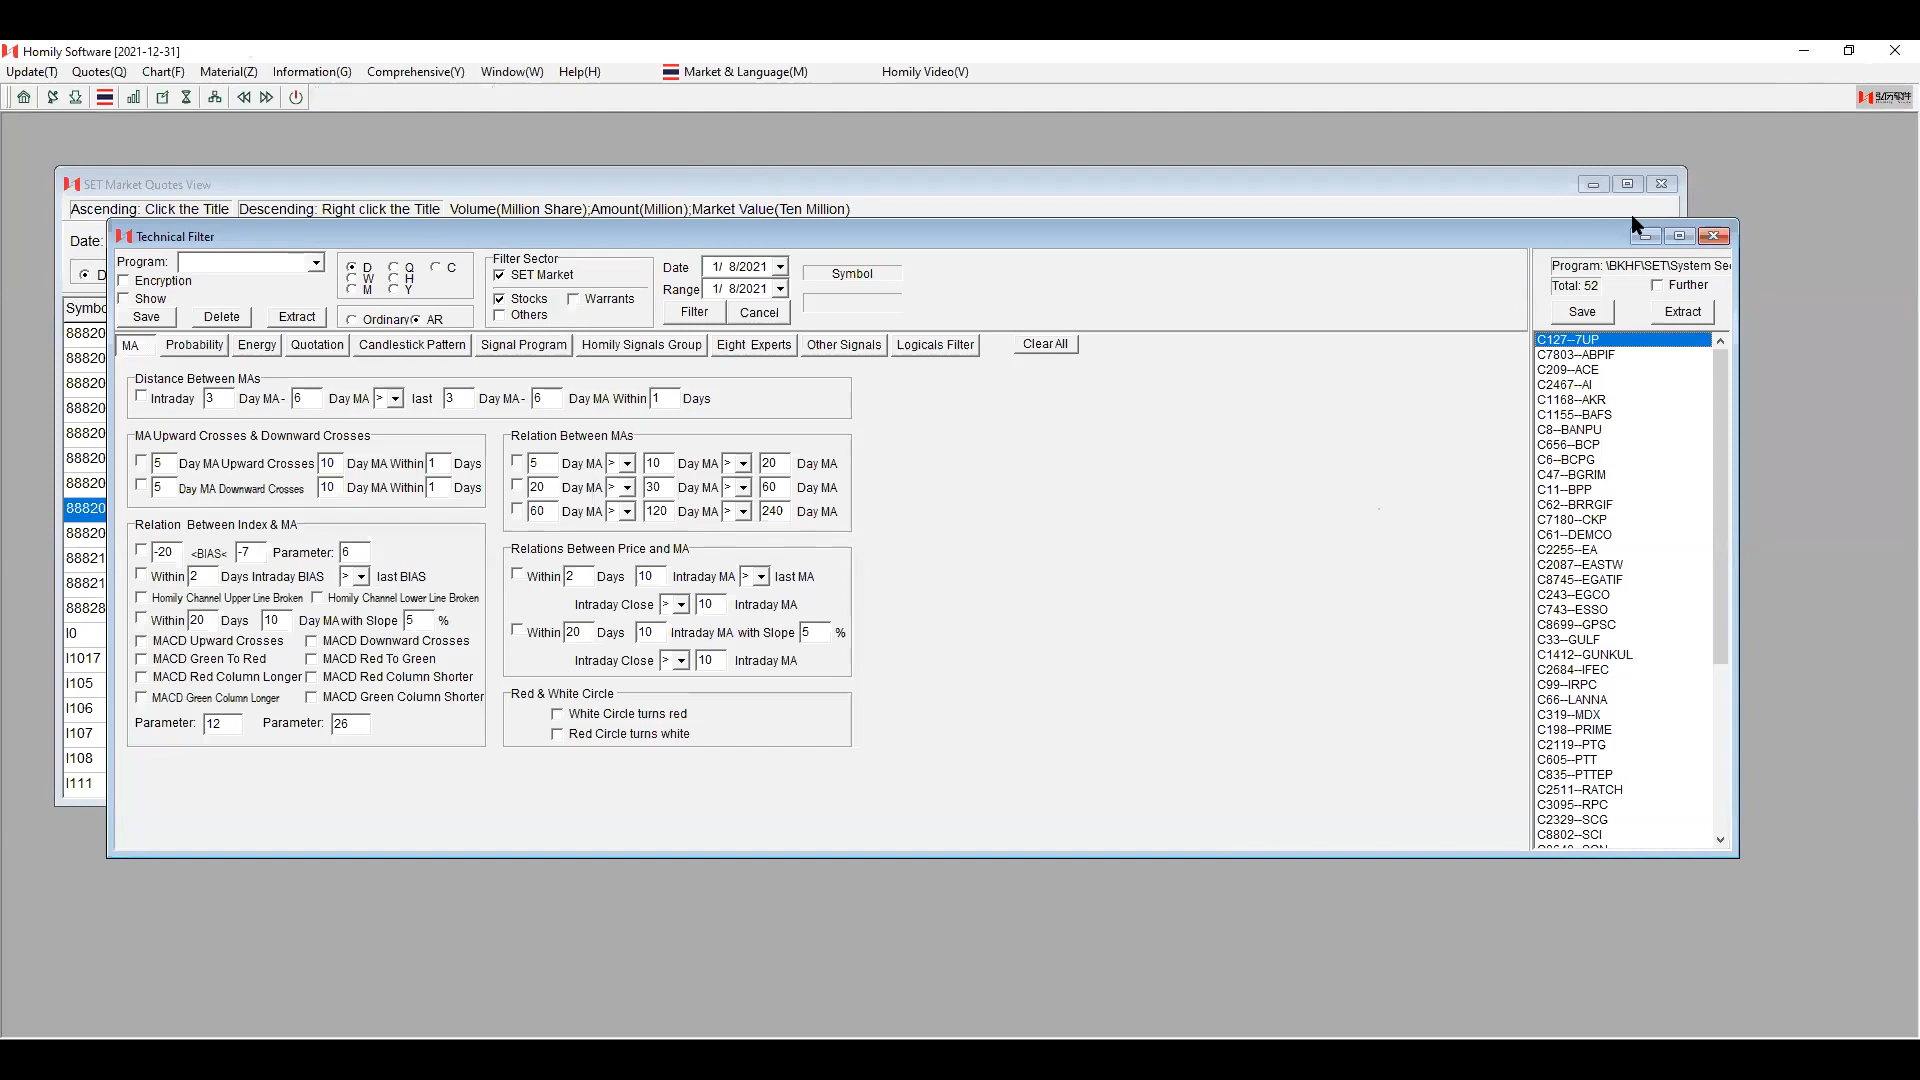 Homily Software [2021-12-31]
Update(T) Quotes(Q) Chart(F) Material(Z) Information(G) Comprehensive(Y) Window(W) Help(H) Market & Language(M) Homily Video(V)
弘历软件
SET Market Quotes View
Ascending: Click the Title Descending: Right click the Title Volume(Million Share);Amount(Million);Market Value(Ten Million)
Date:
D
Symbo
88820
88820
88820
88820
88820
88820
88820
88820
88820
88821
88821
88828
I0
I1017
I105
I106
I107
I108
I111
Technical Filter
Program:
Encryption
Show
Save Delete Extract
D Q C
W H
M Y
Ordinary AR
Filter Sector
SET Market
Stocks Warrants
Others
Date 1/ 8/2021
Range 1/ 8/2021
Filter Cancel
Symbol
MA Probability Energy Quotation Candlestick Pattern Signal Program Homily Signals Group Eight Experts Other Signals Logicals Filter Clear All
Distance Between MAs
Intraday 3 Day MA- 6 Day MA > last 3 Day MA- 6 Day MA Within 1 Days
MA Upward Crosses & Downward Crosses
5 Day MA Upward Crosses 10 Day MA Within 1 Days
5 Day MA Downward Crosses 10 Day MA Within 1 Days
Relation Between Index & MA
-20 <BIAS< -7 Parameter: 6
Within 2 Days Intraday BIAS > last BIAS
Homily Channel Upper Line Broken Homily Channel Lower Line Broken
Within 20 Days 10 Day MA with Slope 5 %
MACD Upward Crosses MACD Downward Crosses
MACD Green To Red MACD Red To Green
MACD Red Column Longer MACD Red Column Shorter
MACD Green Column Longer MACD Green Column Shorter
Parameter: 12 Parameter: 26
Relation Between MAs
5 Day MA > 10 Day MA > 20 Day MA
20 Day MA > 30 Day MA > 60 Day MA
60 Day MA > 120 Day MA > 240 Day MA
Relations Between Price and MA
Within 2 Days 10 Intraday MA > last MA
Intraday Close > 10 Intraday MA
Within 20 Days 10 Intraday MA with Slope 5 %
Intraday Close > 10 Intraday MA
Red & White Circle
White Circle turns red
Red Circle turns white
Program: \BKHF\SET\System Se
Total: 52 Further
Save Extract
C127--7UP
C7803--ABPIF
C209--ACE
C2467--AI
C1168--AKR
C1155--BAFS
C8--BANPU
C656--BCP
C6--BCPG
C47--BGRIM
C11--BPP
C62--BRRGIF
C7180--CKP
C61--DEMCO
C2255--EA
C2087--EASTW
C8745--EGATIF
C243--EGCO
C743--ESSO
C8699--GPSC
C33--GULF
C1412--GUNKUL
C2684--IFEC
C99--IRPC
C66--LANNA
C319--MDX
C198--PRIME
C2119--PTG
C605--PTT
C835--PTTEP
C2511--RATCH
C3095--RPC
C2329--SCG
C8802--SCI